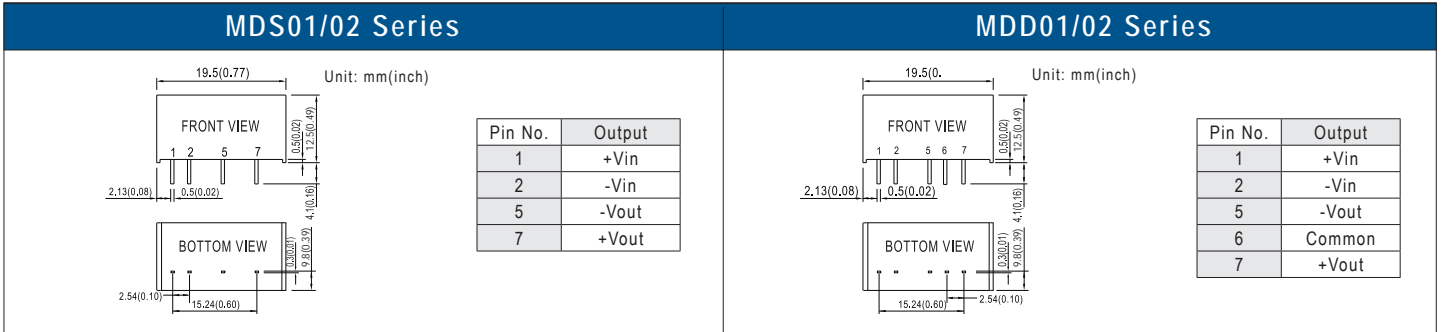 MDS01/02 Series
Unit: mm(inch)
19.5(0.77)
FRONT VIEW
1 2 5 7
0.5(0.02)
12.5(0.49)
2.13(0.08)
0.5(0.02)
4.1(0.16)
BOTTOM VIEW
0.3(0.01)
9.8(0.39)
2.54(0.10)
15.24(0.60)
Pin No. Output
1 +Vin
2 -Vin
5 -Vout
7 +Vout
MDD01/02 Series
Unit: mm(inch)
19.5(0.
FRONT VIEW
1 2 5 6 7
0.5(0.02)
12.5(0.49)
2.13(0.08)
0.5(0.02)
4.1(0.16)
BOTTOM VIEW
0.3(0.01)
9.8(0.39)
15.24(0.60)
2.54(0.10)
Pin No. Output
1 +Vin
2 -Vin
5 -Vout
6 Common
7 +Vout